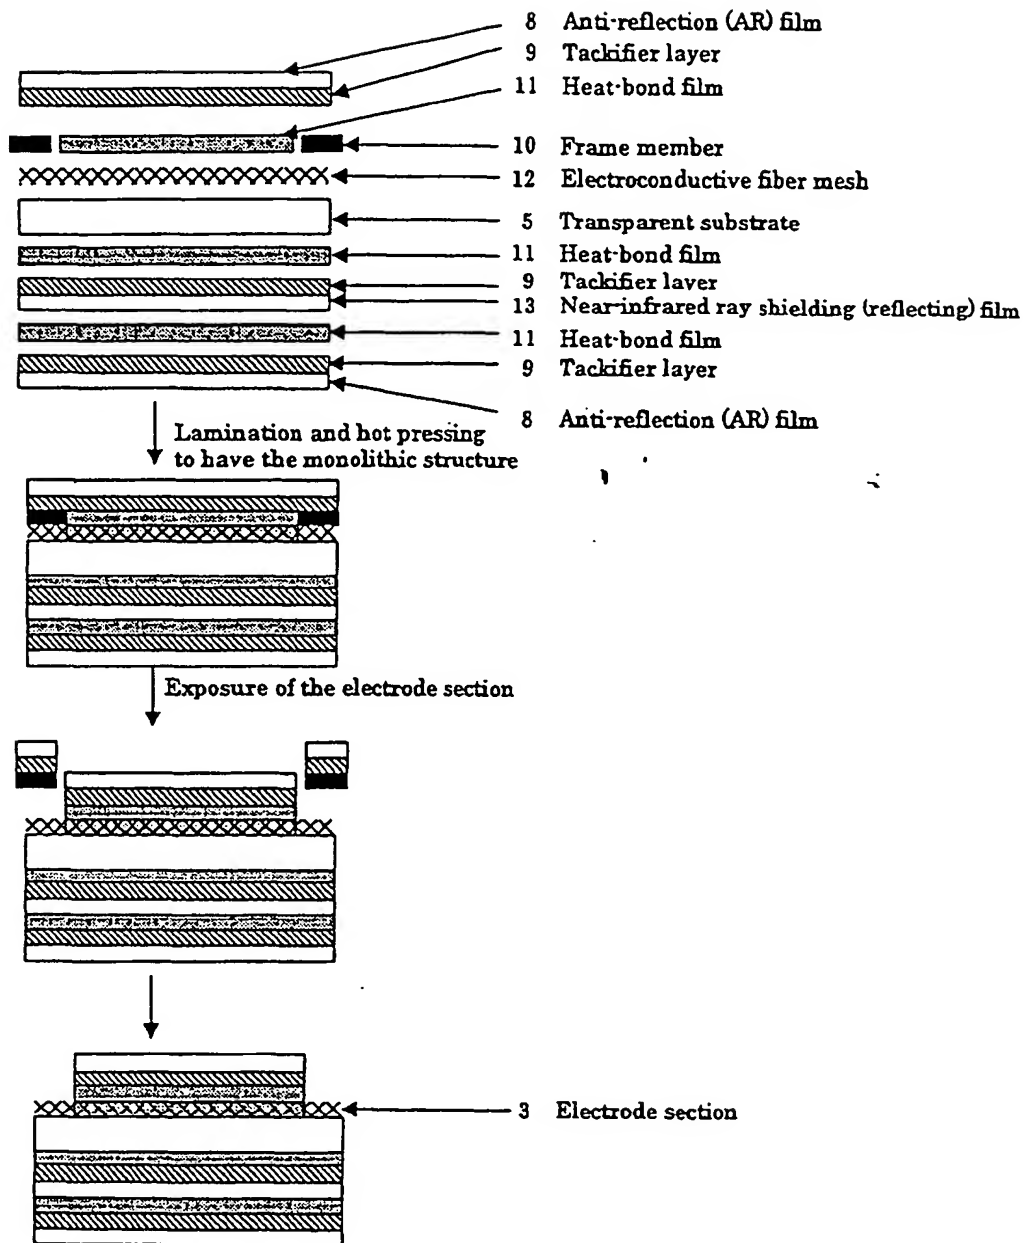 8 Anti-reflection (AR) film
9 Tackifier layer
11 Heat-bond film
10 Frame member
12 Electroconductive fiber mesh
5 Transparent substrate
11 Heat-bond film
9 Tackifier layer
13 Near-infrared ray shielding (reflecting) film
11 Heat-bond film
9 Tackifier layer
8 Anti-reflection (AR) film
Lamination and hot pressing
to have the monolithic structure
Exposure of the electrode section
3 Electrode section